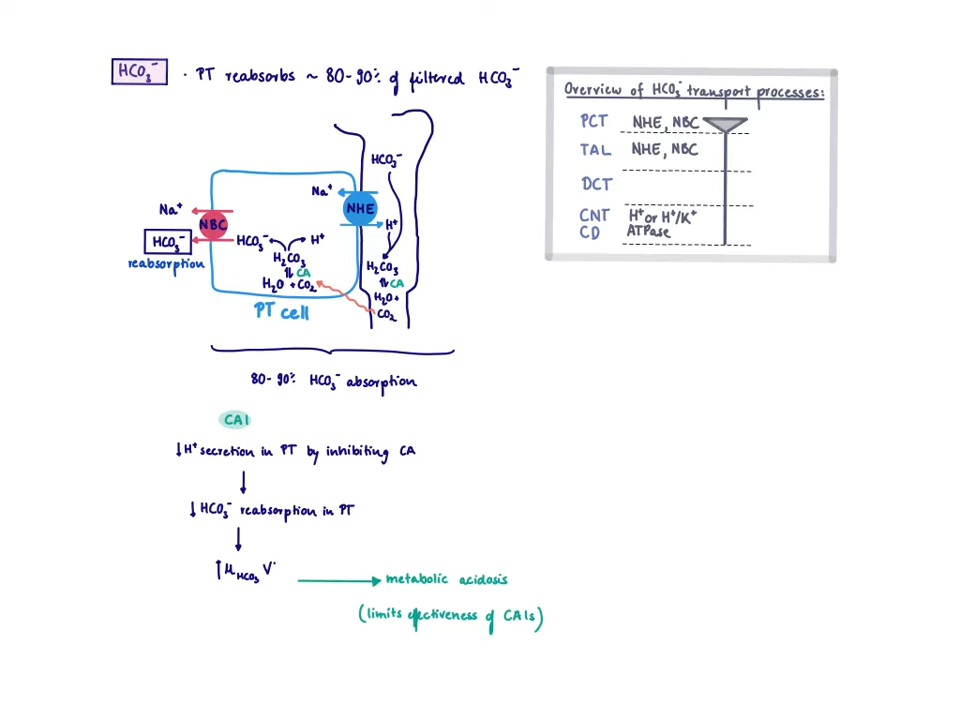 HCO₃⁻ · PT reabsorbs ~ 80-90% of filtered HCO₃⁻
Overview of HCO₃⁻ transport processes:
PCT NHE, NBC
TAL NHE, NBC
DCT
CNT H⁺ or H⁺/K⁺
CD ATPase
HCO₃⁻
Na⁺
NHE
H⁺
Na⁺
NBC
HCO₃⁻
reabsorption
HCO₃⁻ H⁺
H₂CO₃
⇅ CA
H₂O + CO₂
H₂CO₃
⇅ CA
H₂O +
CO₂
PT cell
80-90% HCO₃⁻ absorption
CAI
↓ H⁺ secretion in PT by inhibiting CA
↓
↓ HCO₃⁻ reabsorption in PT
↓
↑ μHCO₃ V̇ → metabolic acidosis
(limits effectiveness of CAIs)